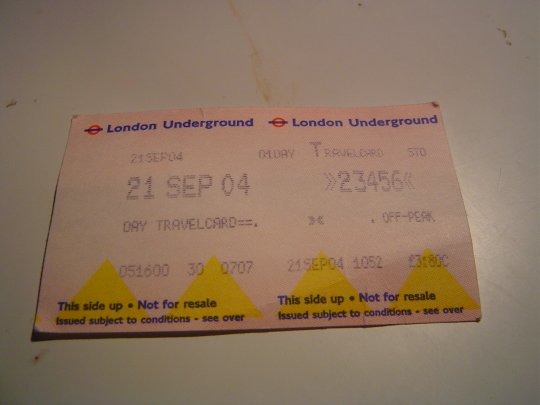 London Underground London Underground
21SEP04 01DAY TRAVELCARD STD
21 SEP 04 »23456«
DAY TRAVELCARD==. . OFF-PEAK
051600 30 0707 21SEP04 1052
This side up • Not for resale This side up • Not for resale
Issued subject to conditions - see over Issued subject to conditions - see over